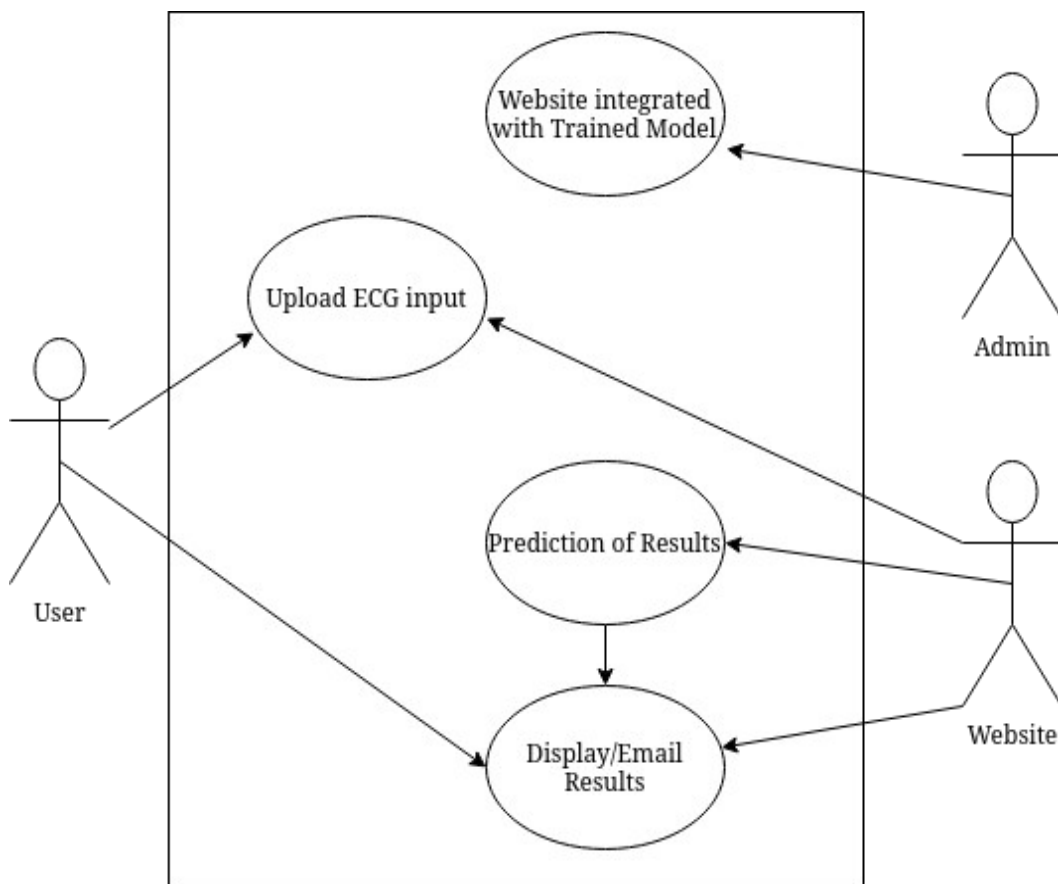 Website integrated
with Trained Model
Upload ECG input
Admin
Prediction of Results
User
Display/Email
Results
Website